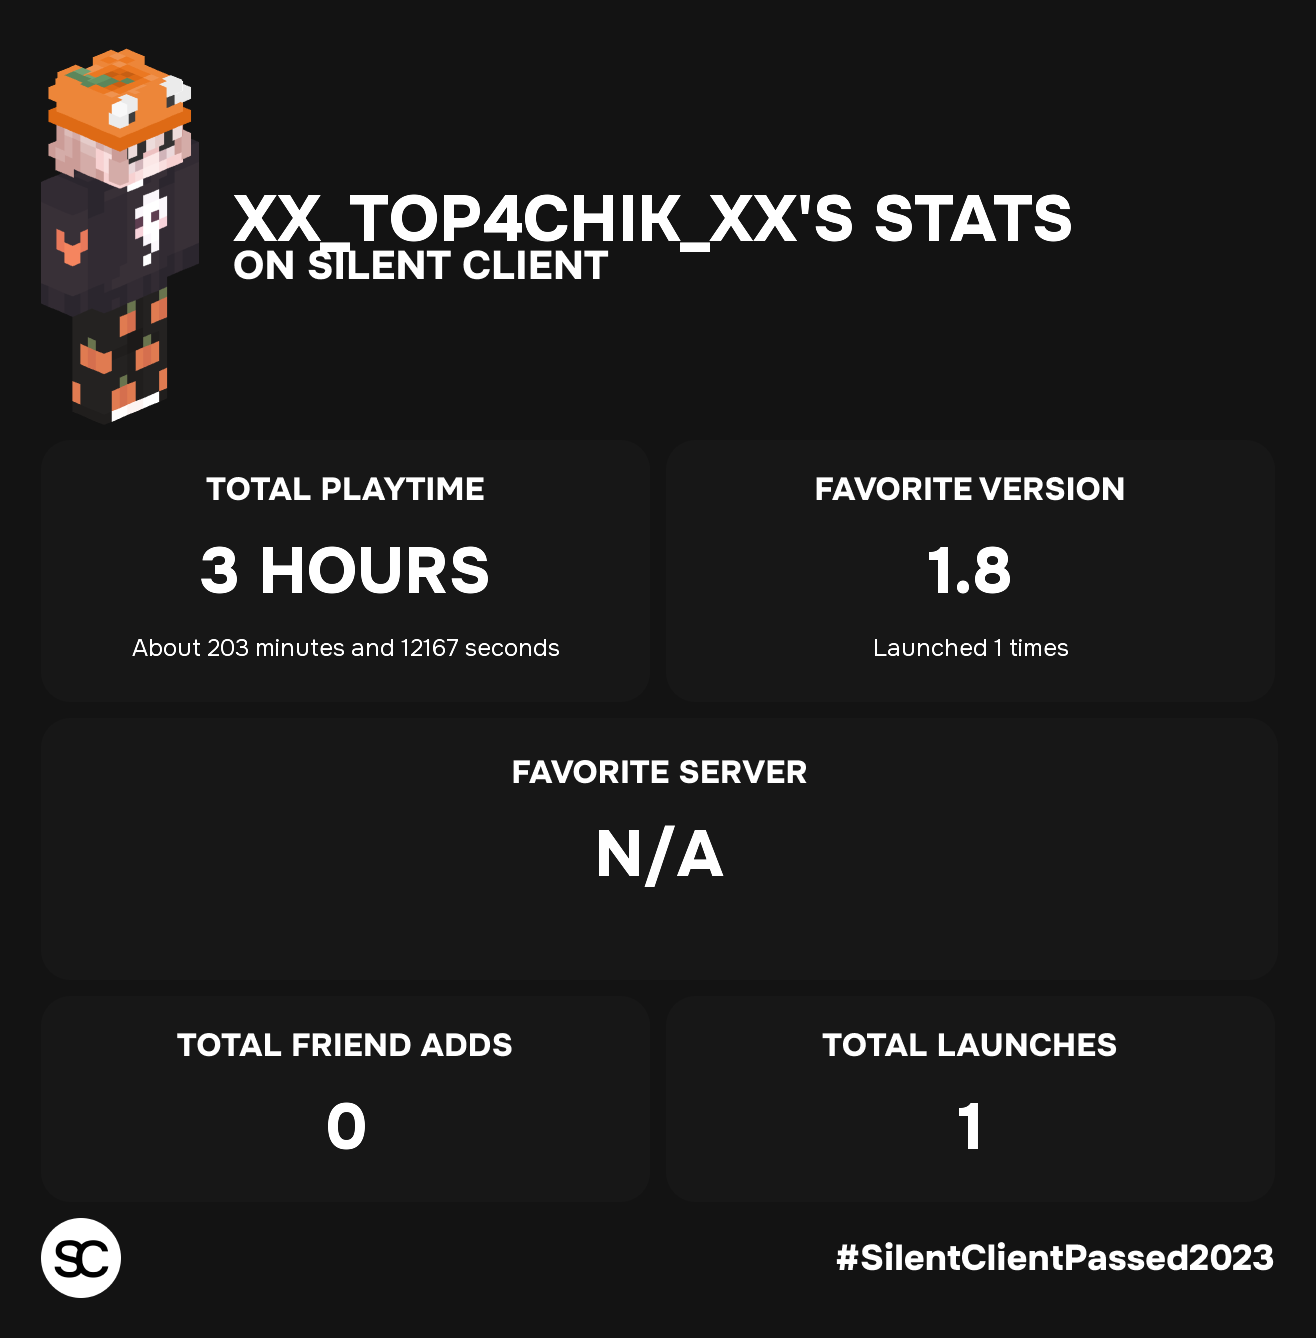 XX_TOP4CHIK_XX'S STATS
ON SILENT CLIENT
TOTAL PLAYTIME
3 HOURS
About 203 minutes and 12167 seconds
FAVORITE VERSION
1.8
Launched 1 times
FAVORITE SERVER
N/A
TOTAL FRIEND ADDS
0
TOTAL LAUNCHES
1
SC
#SilentClientPassed2023